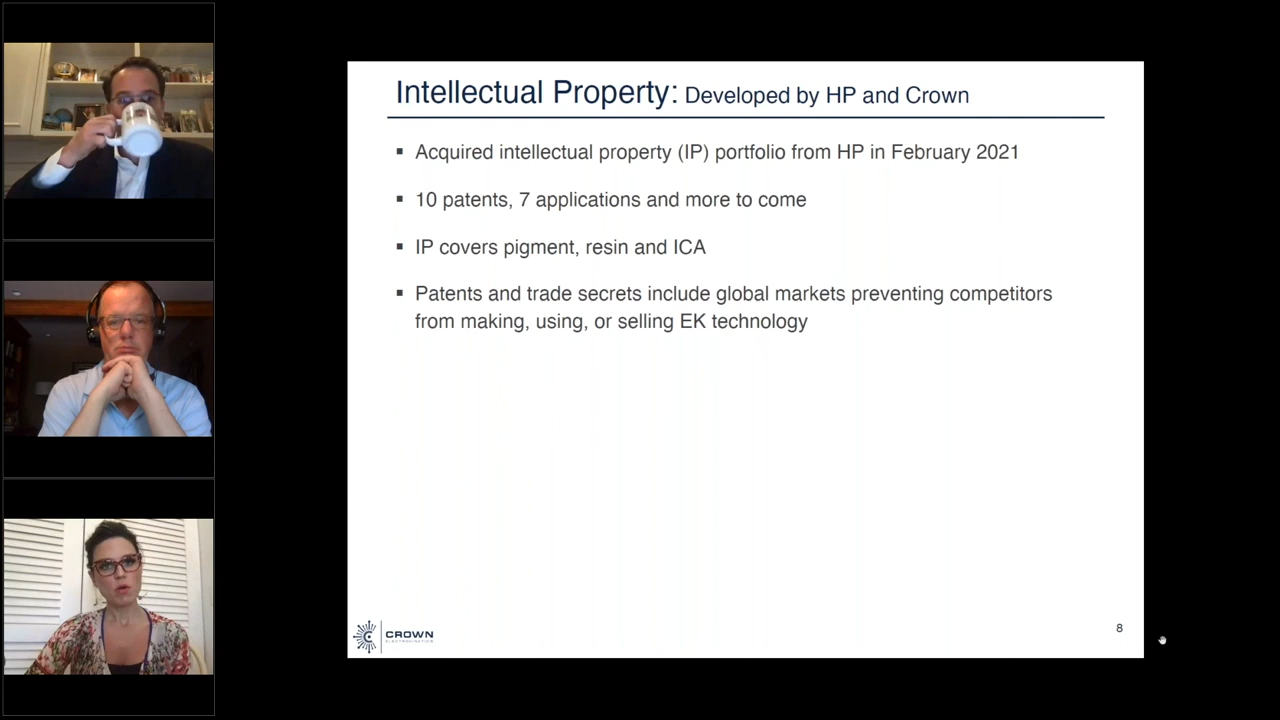 Intellectual Property: Developed by HP and Crown
▪ Acquired intellectual property (IP) portfolio from HP in February 2021
▪ 10 patents, 7 applications and more to come
▪ IP covers pigment, resin and ICA
▪ Patents and trade secrets include global markets preventing competitors
from making, using, or selling EK technology
CROWN
ELECTROKINETICS
8